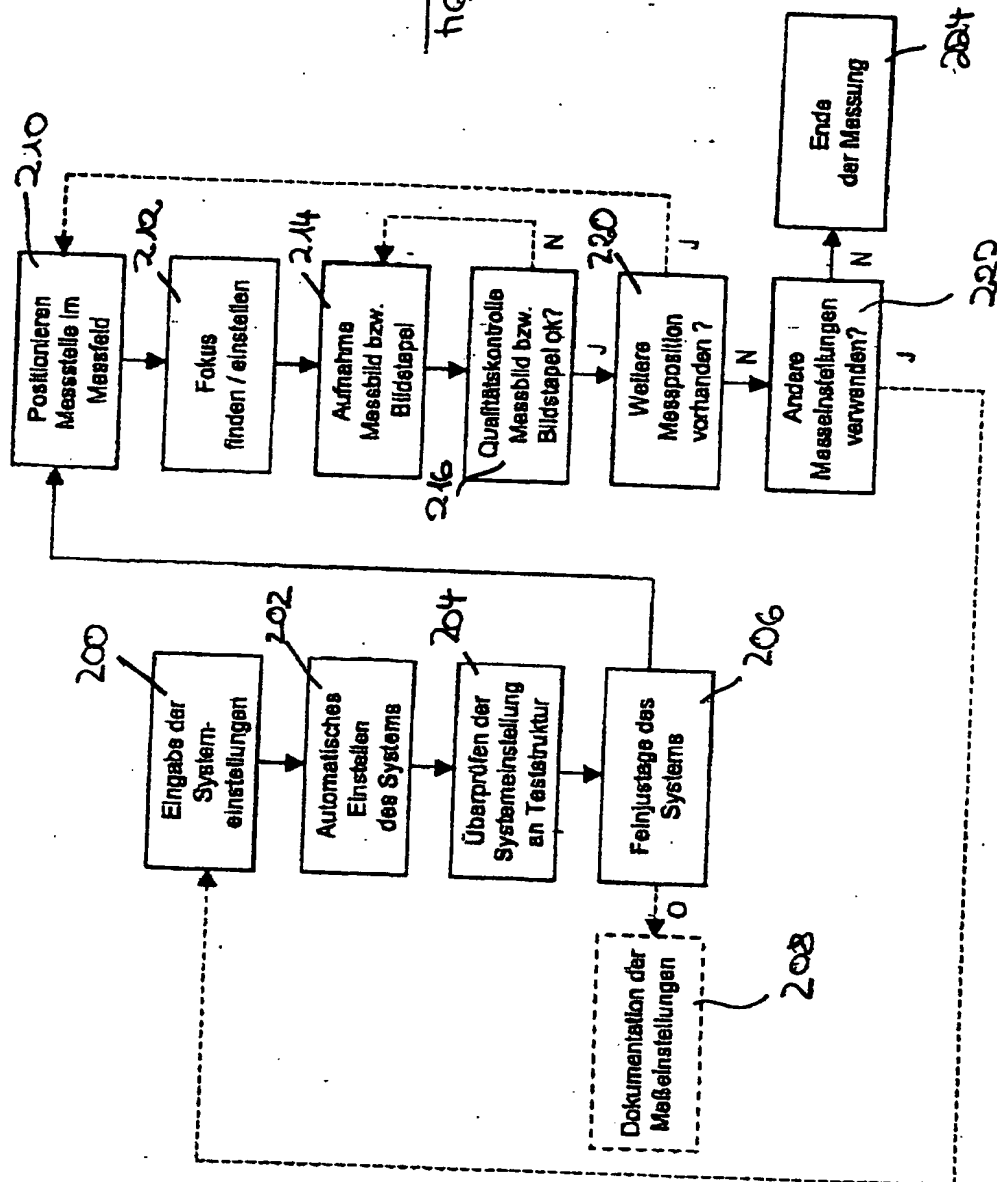 200
Eingabe der
System-
einstellungen
202
Automatisches
Einstellen
des Systems
204
Überprüfen der
Systemeinstellung
an Teststruktur
206
Feinjustage des
Systems
O
208
Dokumentation der
Meßeinstellungen
210
Positionieren
Messstelle im
Messfeld
212
Fokus
finden / einstellen
214
Aufnahme
Messbild bzw.
Bildstapel
216
Qualitätskontrolle
Messbild bzw.
Bildstapel ok?
N
J
220
Weitere
Messposition
vorhanden ?
J
N
222
Andere
Messeinstellungen
verwenden?
N
J
224
Ende
der Messung